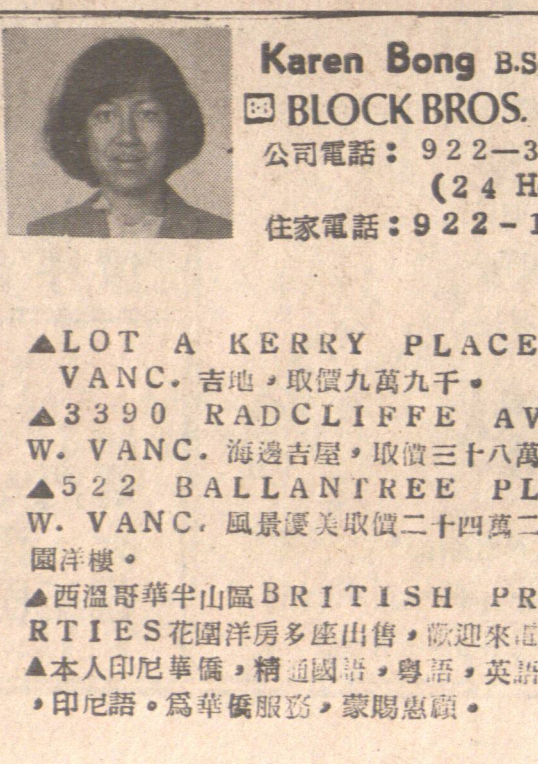 Karen Bong B.S
BLOCK BROS.
公司電話：922—3
(24 H
住家電話：922-1
▲LOT A KERRY PLACE
VANC. 吉地，取價九萬九千。
▲3390 RADCLIFFE AV
W. VANC. 海邊吉屋，取價三十八萬
▲522 BALLANTREE PL
W. VANC. 風景優美取價二十四萬二
園洋樓。
▲西溫哥華半山區BRITISH PR
RTIES花園洋房多座出售，歡迎來電
▲本人印尼華僑，精通國語，粵語，英語
，印尼語。爲華僑服務，蒙賜惠顧。